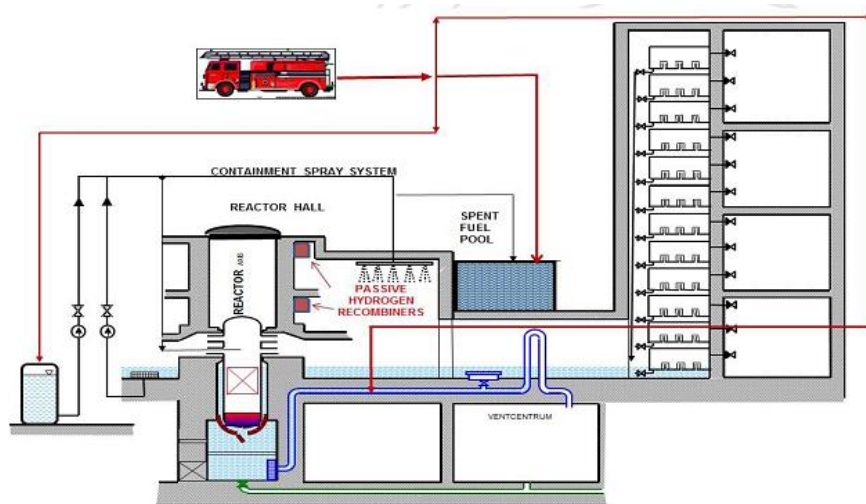 CONTAINMENT SPRAY SYSTEM
REACTOR HALL
SPENT
FUEL
POOL
REACTOR
PASSIVE
HYDROGEN
RECOMBINERS
VENTCENTRUM